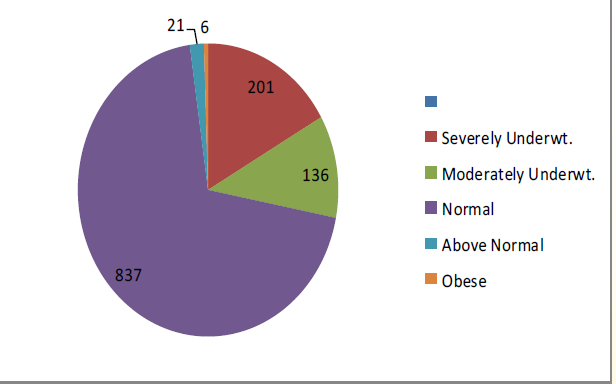 21
6
201
136
837
Severely Underwt.
Moderately Underwt.
Normal
Above Normal
Obese